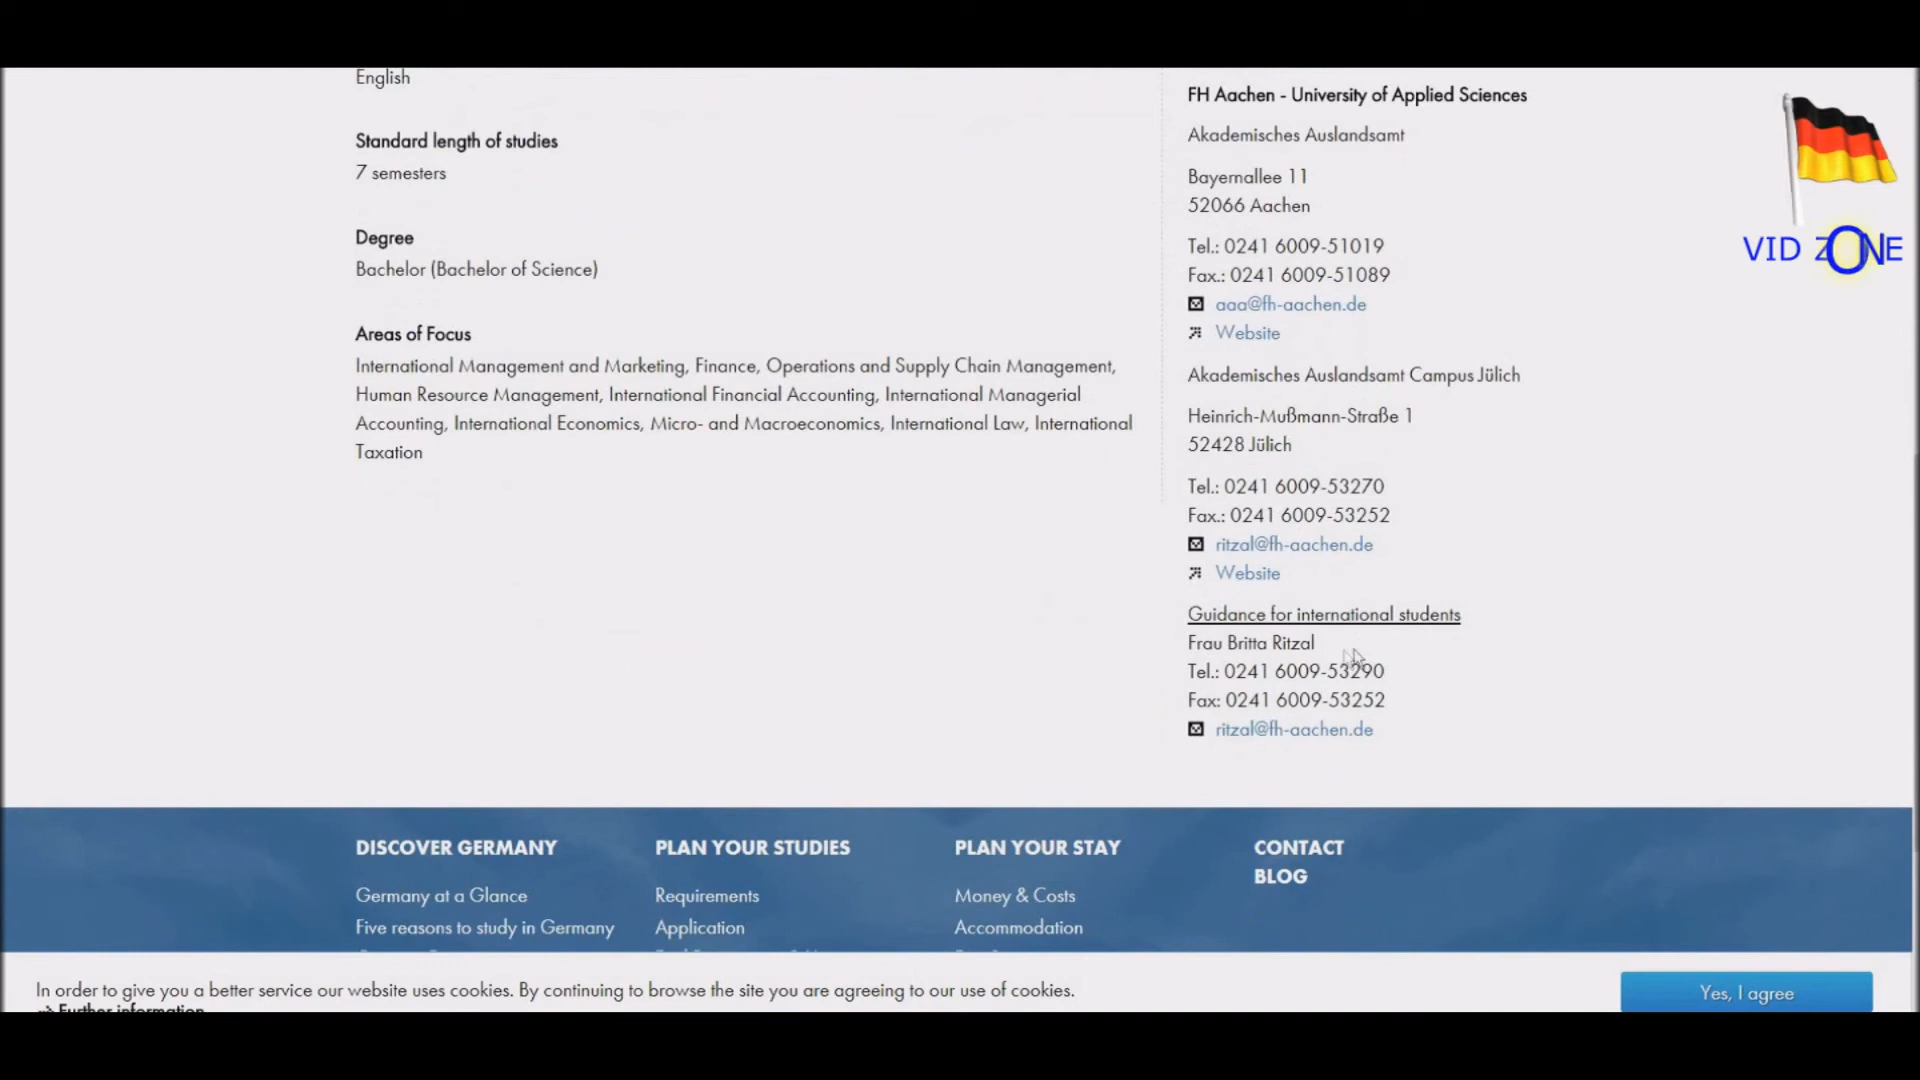 English
Standard length of studies
7 semesters
Degree
Bachelor (Bachelor of Science)
Areas of Focus
International Management and Marketing, Finance, Operations and Supply Chain Management,
Human Resource Management, International Financial Accounting, International Managerial
Accounting, International Economics, Micro- and Macroeconomics, International Law, International
Taxation
FH Aachen - University of Applied Sciences
Akademisches Auslandsamt
Bayernallee 11
52066 Aachen
Tel.: 0241 6009-51019
Fax.: 0241 6009-51089
aaa@fh-aachen.de
Website
Akademisches Auslandsamt Campus Jülich
Heinrich-Mußmann-Straße 1
52428 Jülich
Tel.: 0241 6009-53270
Fax.: 0241 6009-53252
ritzal@fh-aachen.de
Website
Guidance for international students
Frau Britta Ritzal
Tel.: 0241 6009-53290
Fax: 0241 6009-53252
ritzal@fh-aachen.de
VID ZONE
DISCOVER GERMANY
Germany at a Glance
Five reasons to study in Germany
PLAN YOUR STUDIES
Requirements
Application
PLAN YOUR STAY
Money & Costs
Accommodation
CONTACT
BLOG
In order to give you a better service our website uses cookies. By continuing to browse the site you are agreeing to our use of cookies.
Further information
Yes, I agree